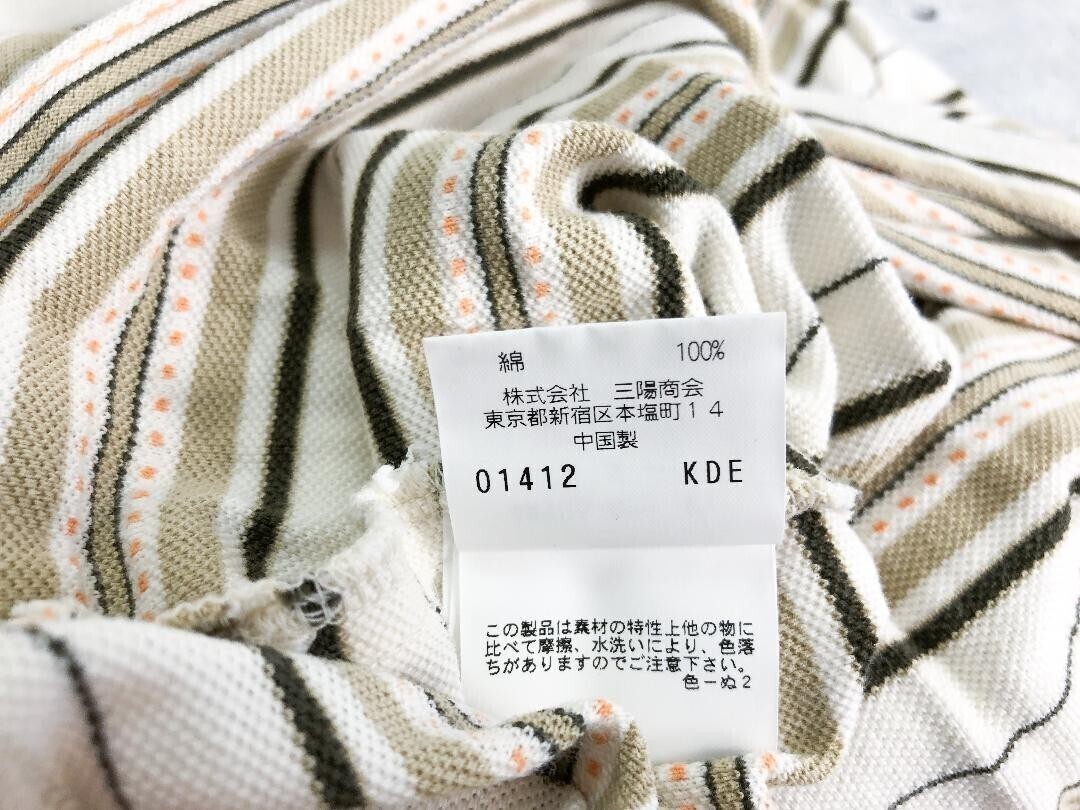 綿 100%
株式会社 三陽商会
東京都新宿区本塩町14
中国製
01412 KDE
この製品は素材の特性上他の物に
比べて摩擦、水洗いにより、色落
ちがありますのでご注意下さい。
色ーぬ2